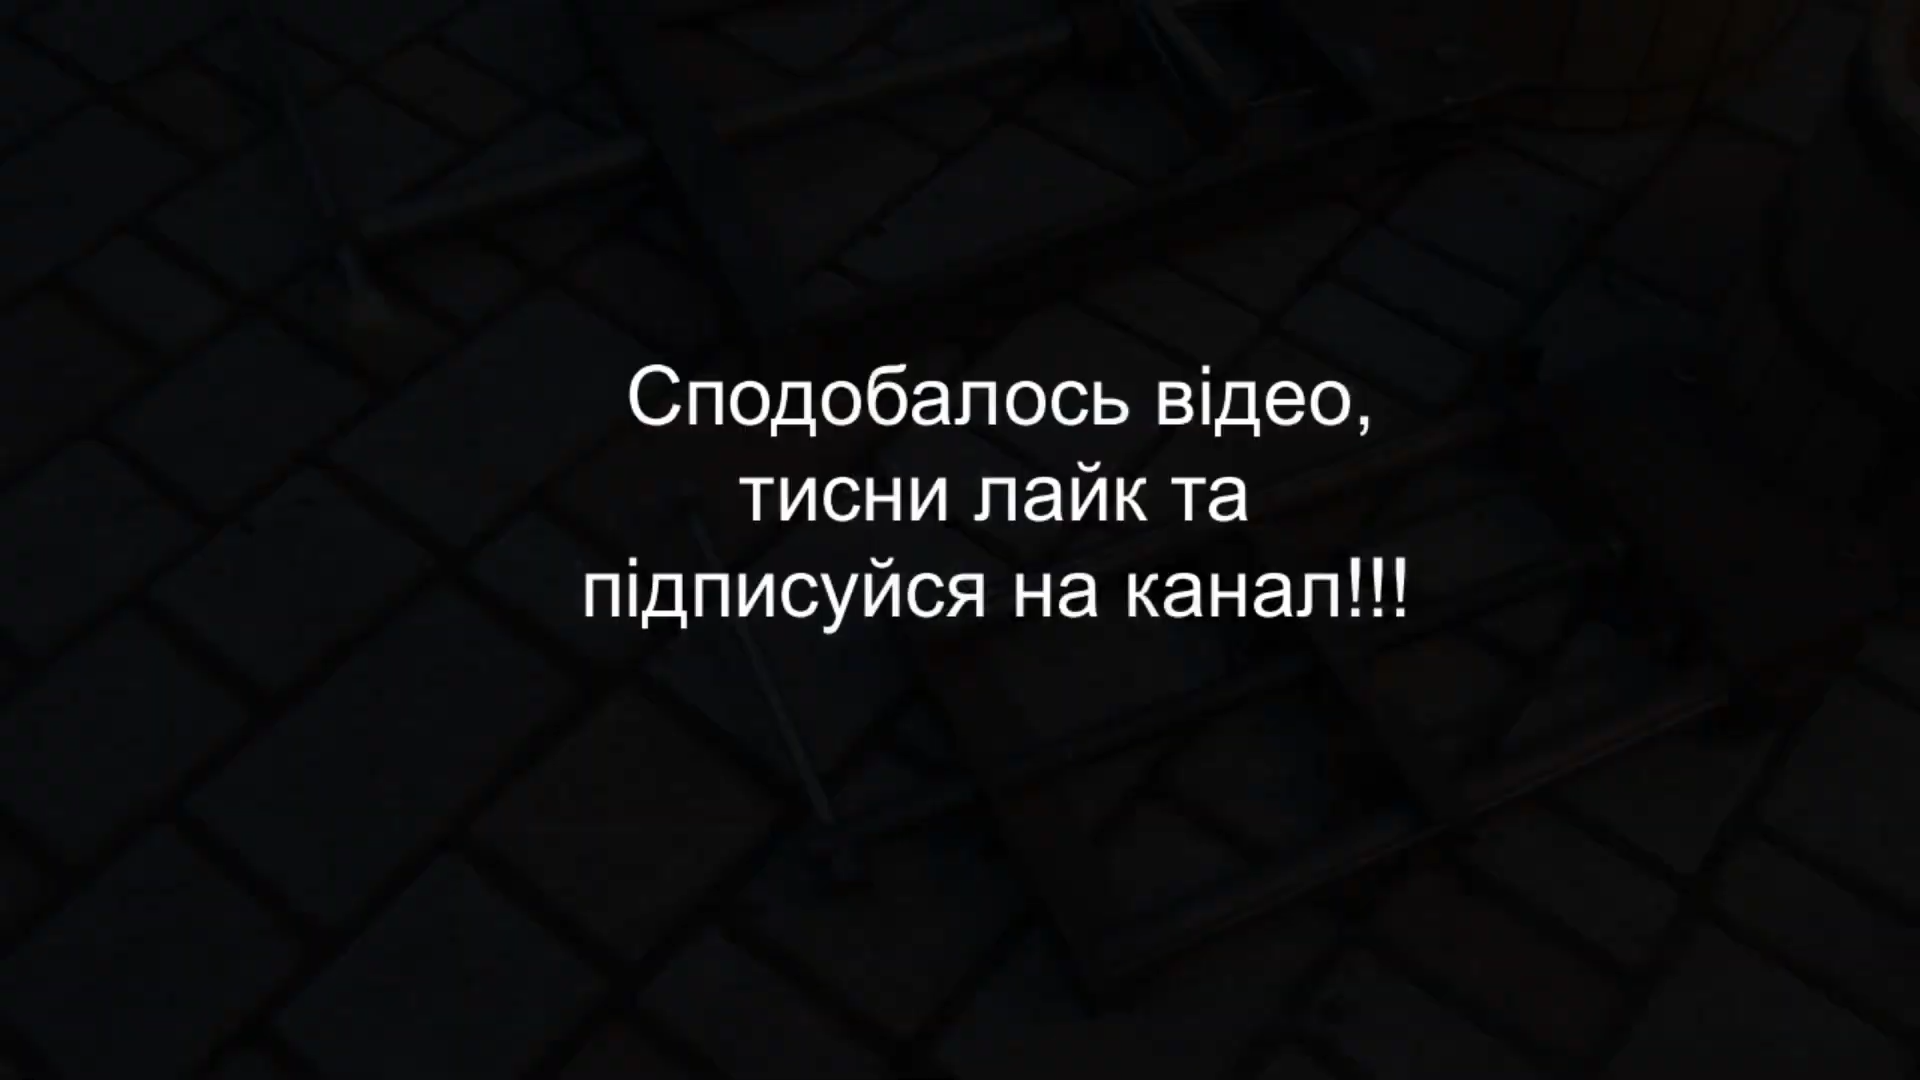 Сподобалось відео,
тисни лайк та
підписуйся на канал!!!